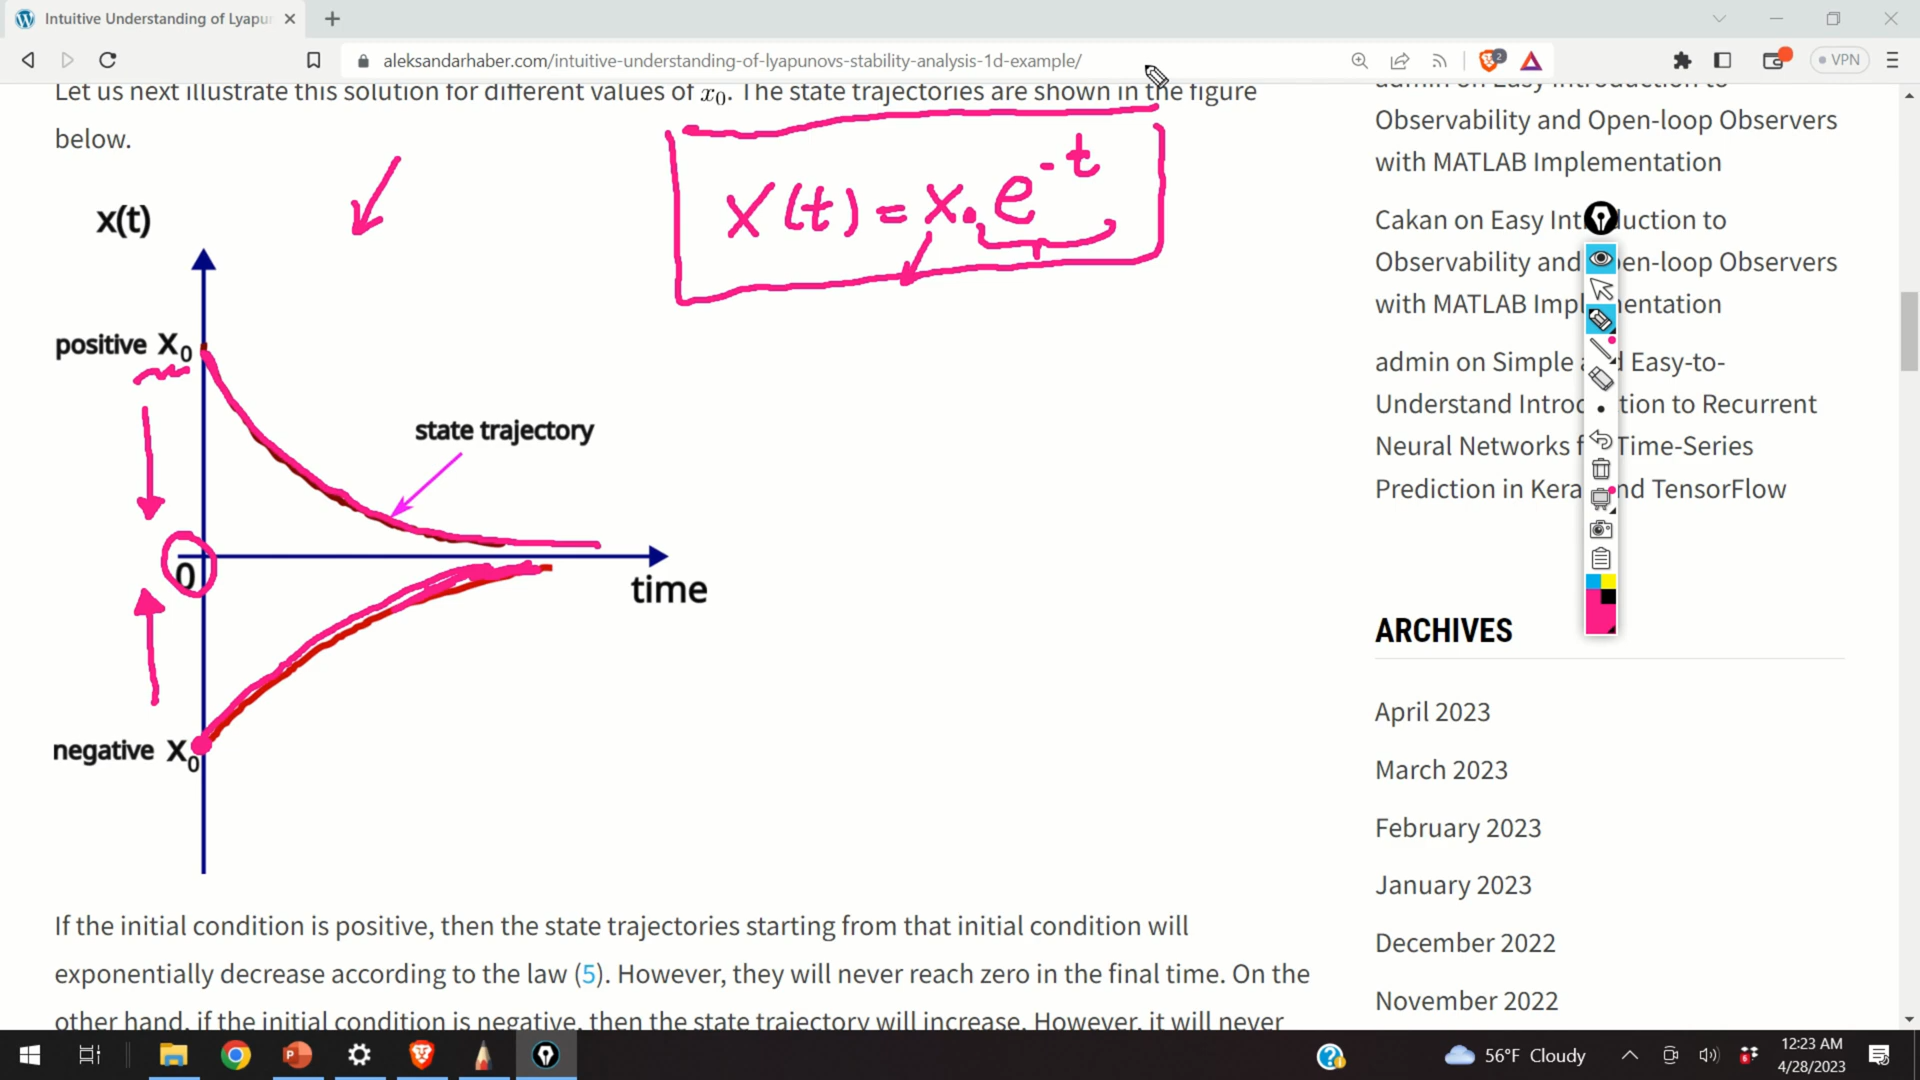 Intuitive Understanding of Lyapu
aleksandarhaber.com/intuitive-understanding-of-lyapunovs-stability-analysis-1d-example/
2
VPN
Let us next illustrate this solution for different values of x₀. The state trajectories are shown in the figure
below.
x(t) = x₀ e^-t
x(t)
positive x₀
state trajectory
0
time
negative x₀
If the initial condition is positive, then the state trajectories starting from that initial condition will
exponentially decrease according to the law (5). However, they will never reach zero in the final time. On the
other hand, if the initial condition is negative, then the state trajectory will increase. However, it will never
admin on Easy Introduction to
Observability and Open-loop Observers
with MATLAB Implementation
Cakan on Easy Int uction to
Observability and en-loop Observers
with MATLAB Imp entation
admin on Simple d Easy-to-
Understand Introd tion to Recurrent
Neural Networks f Time-Series
Prediction in Kera nd TensorFlow
ARCHIVES
April 2023
March 2023
February 2023
January 2023
December 2022
November 2022
56°F Cloudy
12:23 AM
4/28/2023